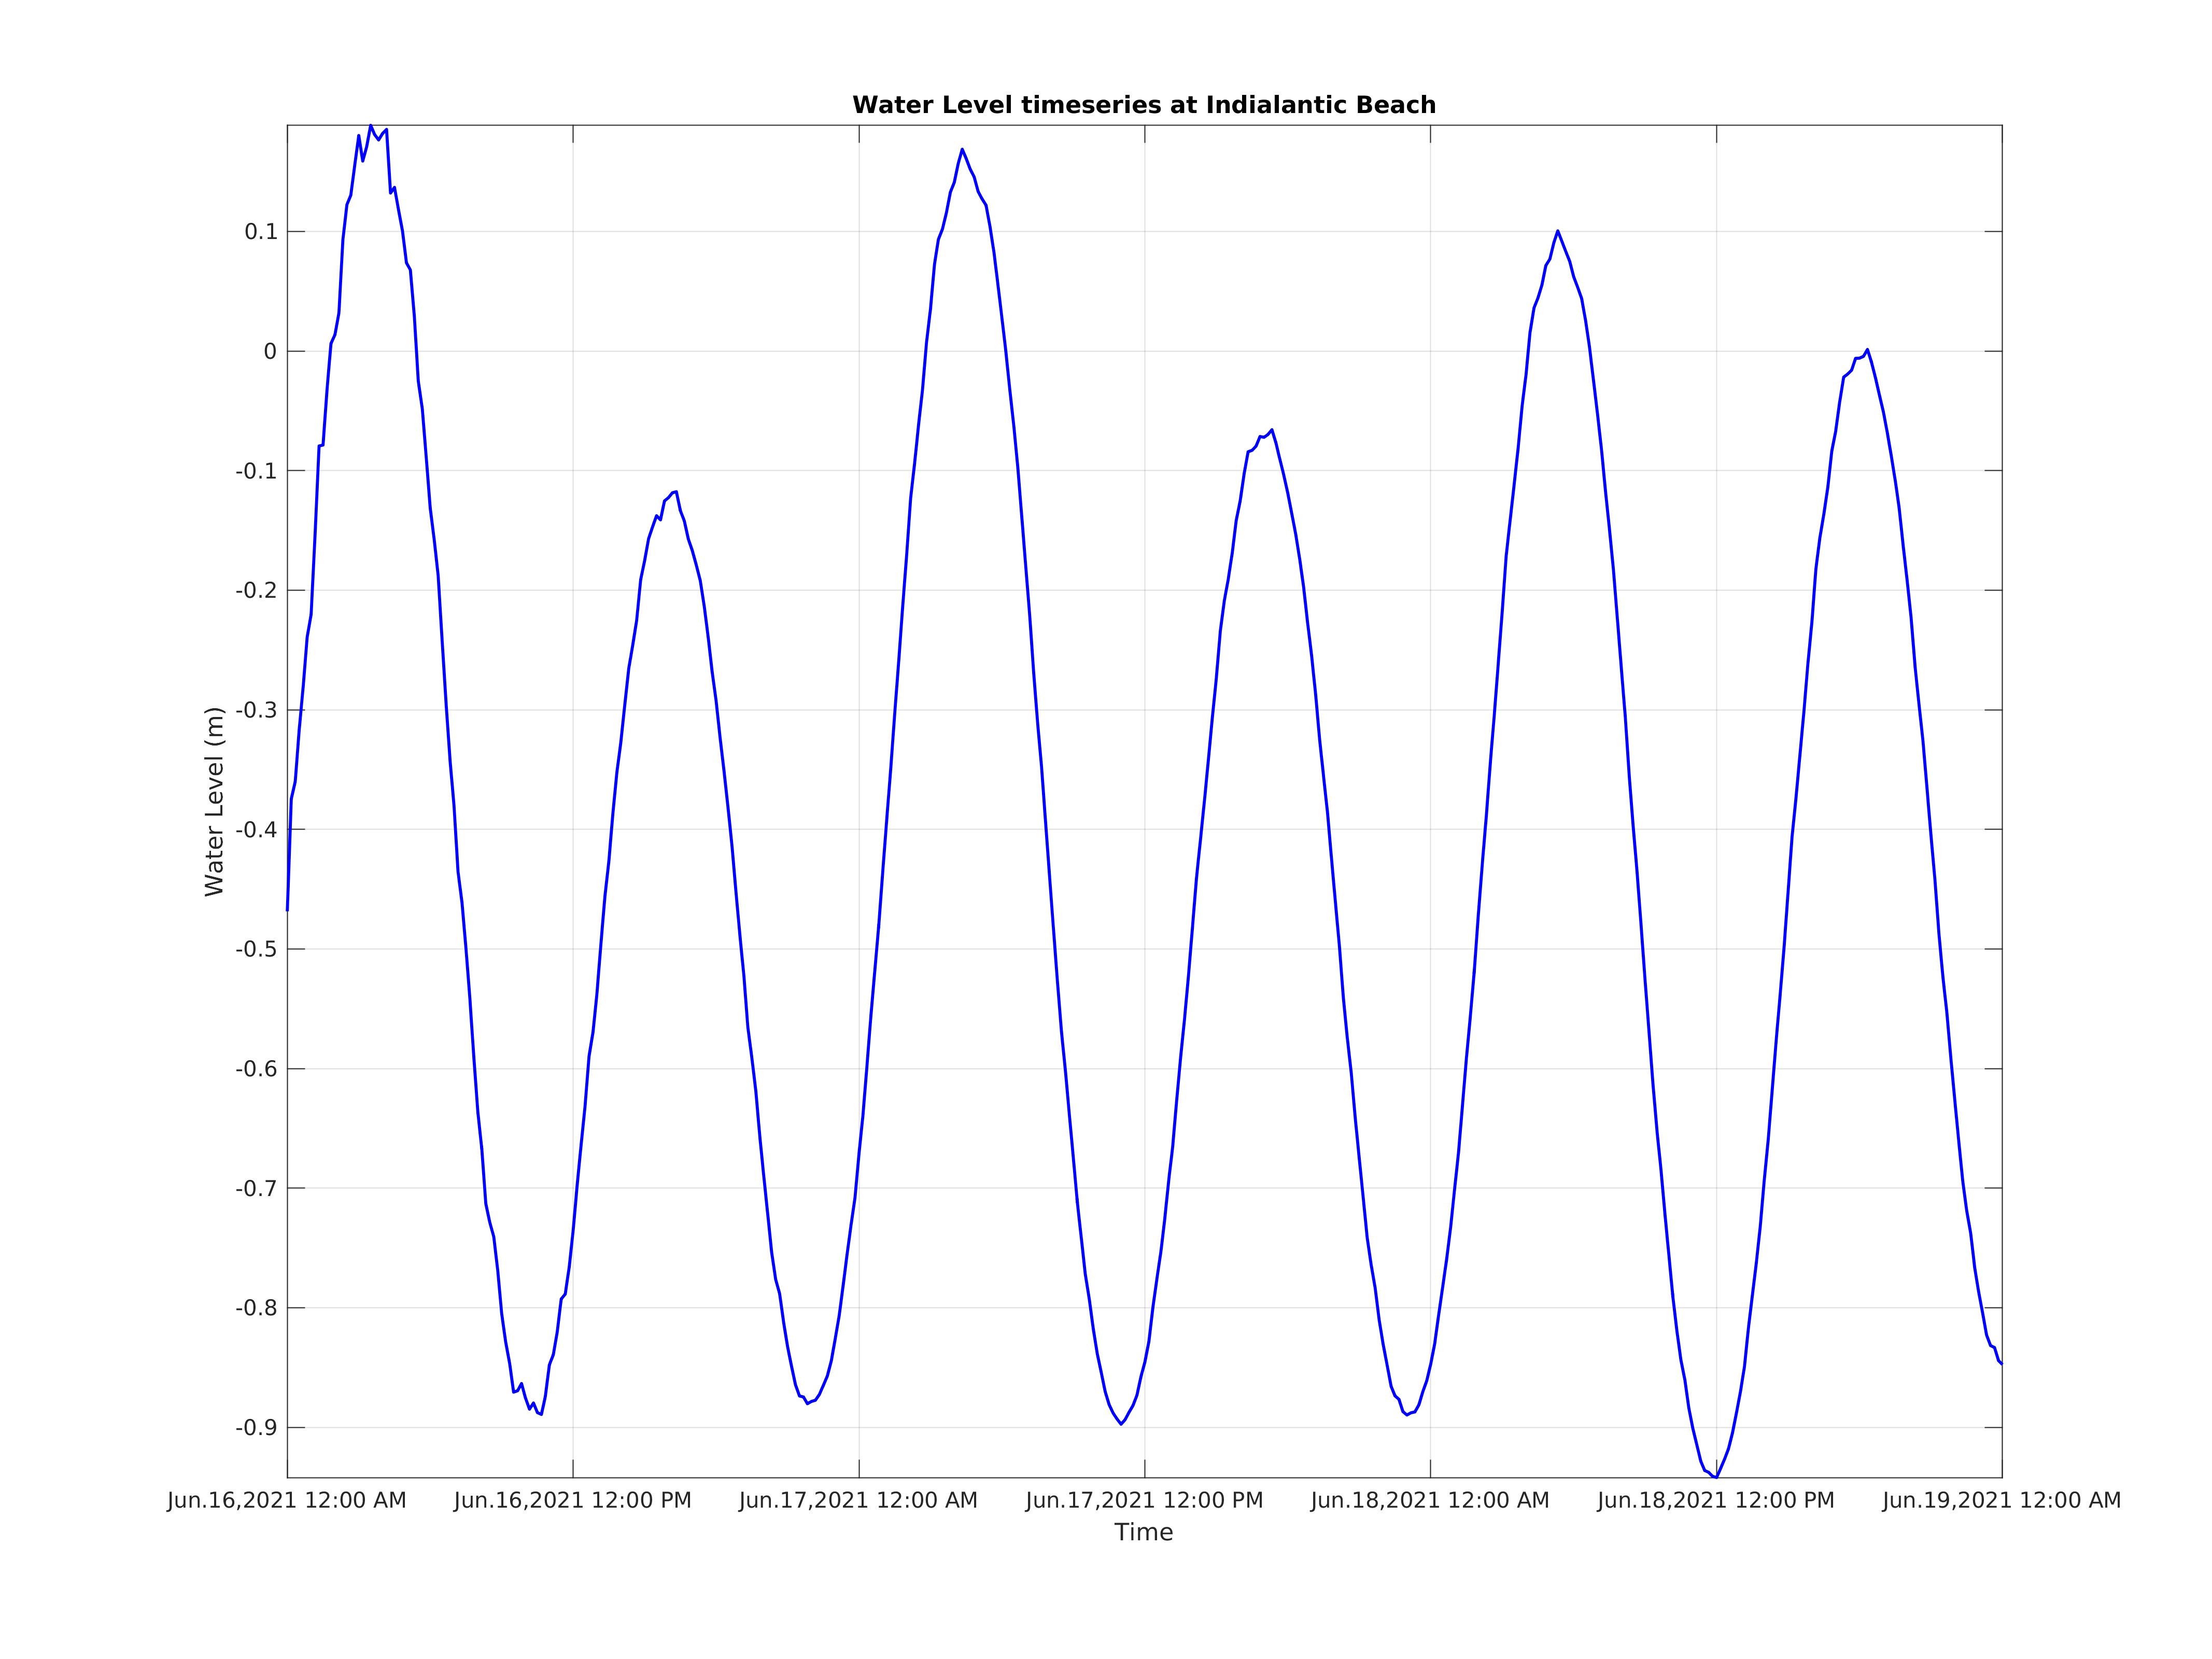 Water Level timeseries at Indialantic Beach
0.1
0
-0.1
-0.2
-0.3
-0.4
-0.5
-0.6
-0.7
-0.8
-0.9
Water Level (m)
Jun.16,2021 12:00 AM
Jun.16,2021 12:00 PM
Jun.17,2021 12:00 AM
Jun.17,2021 12:00 PM
Jun.18,2021 12:00 AM
Jun.18,2021 12:00 PM
Jun.19,2021 12:00 AM
Time